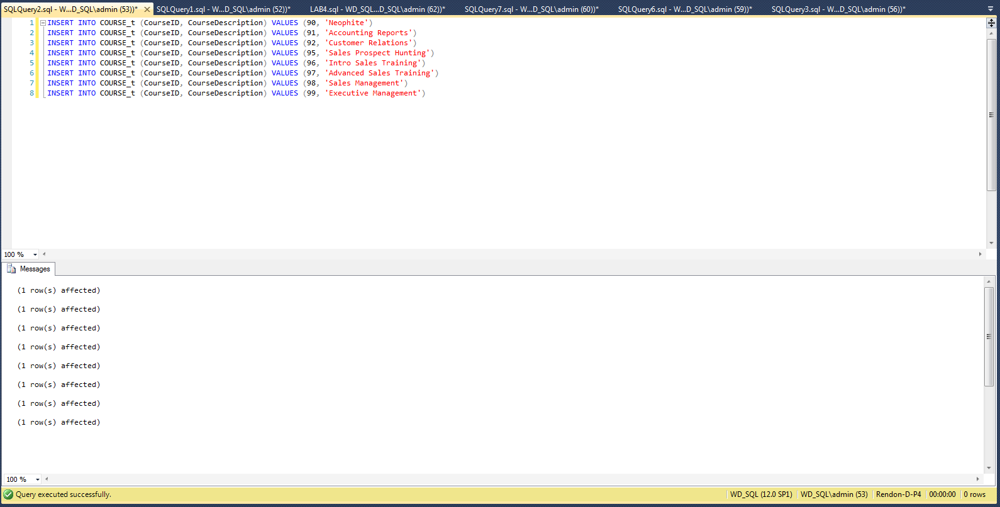 SQLQuery2.sql - W...D_SQL\admin (53))* SQLQuery1.sql - W...D_SQL\admin (52))* LAB4.sql - WD_SQL...D_SQL\admin (62))* SQLQuery7.sql - W...D_SQL\admin (60))* SQLQuery6.sql - W...D_SQL\admin (59))* SQLQuery3.sql - W...D_SQL\admin (56))*
1 INSERT INTO COURSE_t (CourseID, CourseDescription) VALUES (90, 'Neophite')
2 INSERT INTO COURSE_t (CourseID, CourseDescription) VALUES (91, 'Accounting Reports')
3 INSERT INTO COURSE_t (CourseID, CourseDescription) VALUES (92, 'Customer Relations')
4 INSERT INTO COURSE_t (CourseID, CourseDescription) VALUES (95, 'Sales Prospect Hunting')
5 INSERT INTO COURSE_t (CourseID, CourseDescription) VALUES (96, 'Intro Sales Training')
6 INSERT INTO COURSE_t (CourseID, CourseDescription) VALUES (97, 'Advanced Sales Training')
7 INSERT INTO COURSE_t (CourseID, CourseDescription) VALUES (98, 'Sales Management')
8 INSERT INTO COURSE_t (CourseID, CourseDescription) VALUES (99, 'Executive Management')
100 %
Messages
(1 row(s) affected)
(1 row(s) affected)
(1 row(s) affected)
(1 row(s) affected)
(1 row(s) affected)
(1 row(s) affected)
(1 row(s) affected)
(1 row(s) affected)
100 %
Query executed successfully. WD_SQL (12.0 SP1) WD_SQL\admin (53) Rendon-D-P4 00:00:00 0 rows